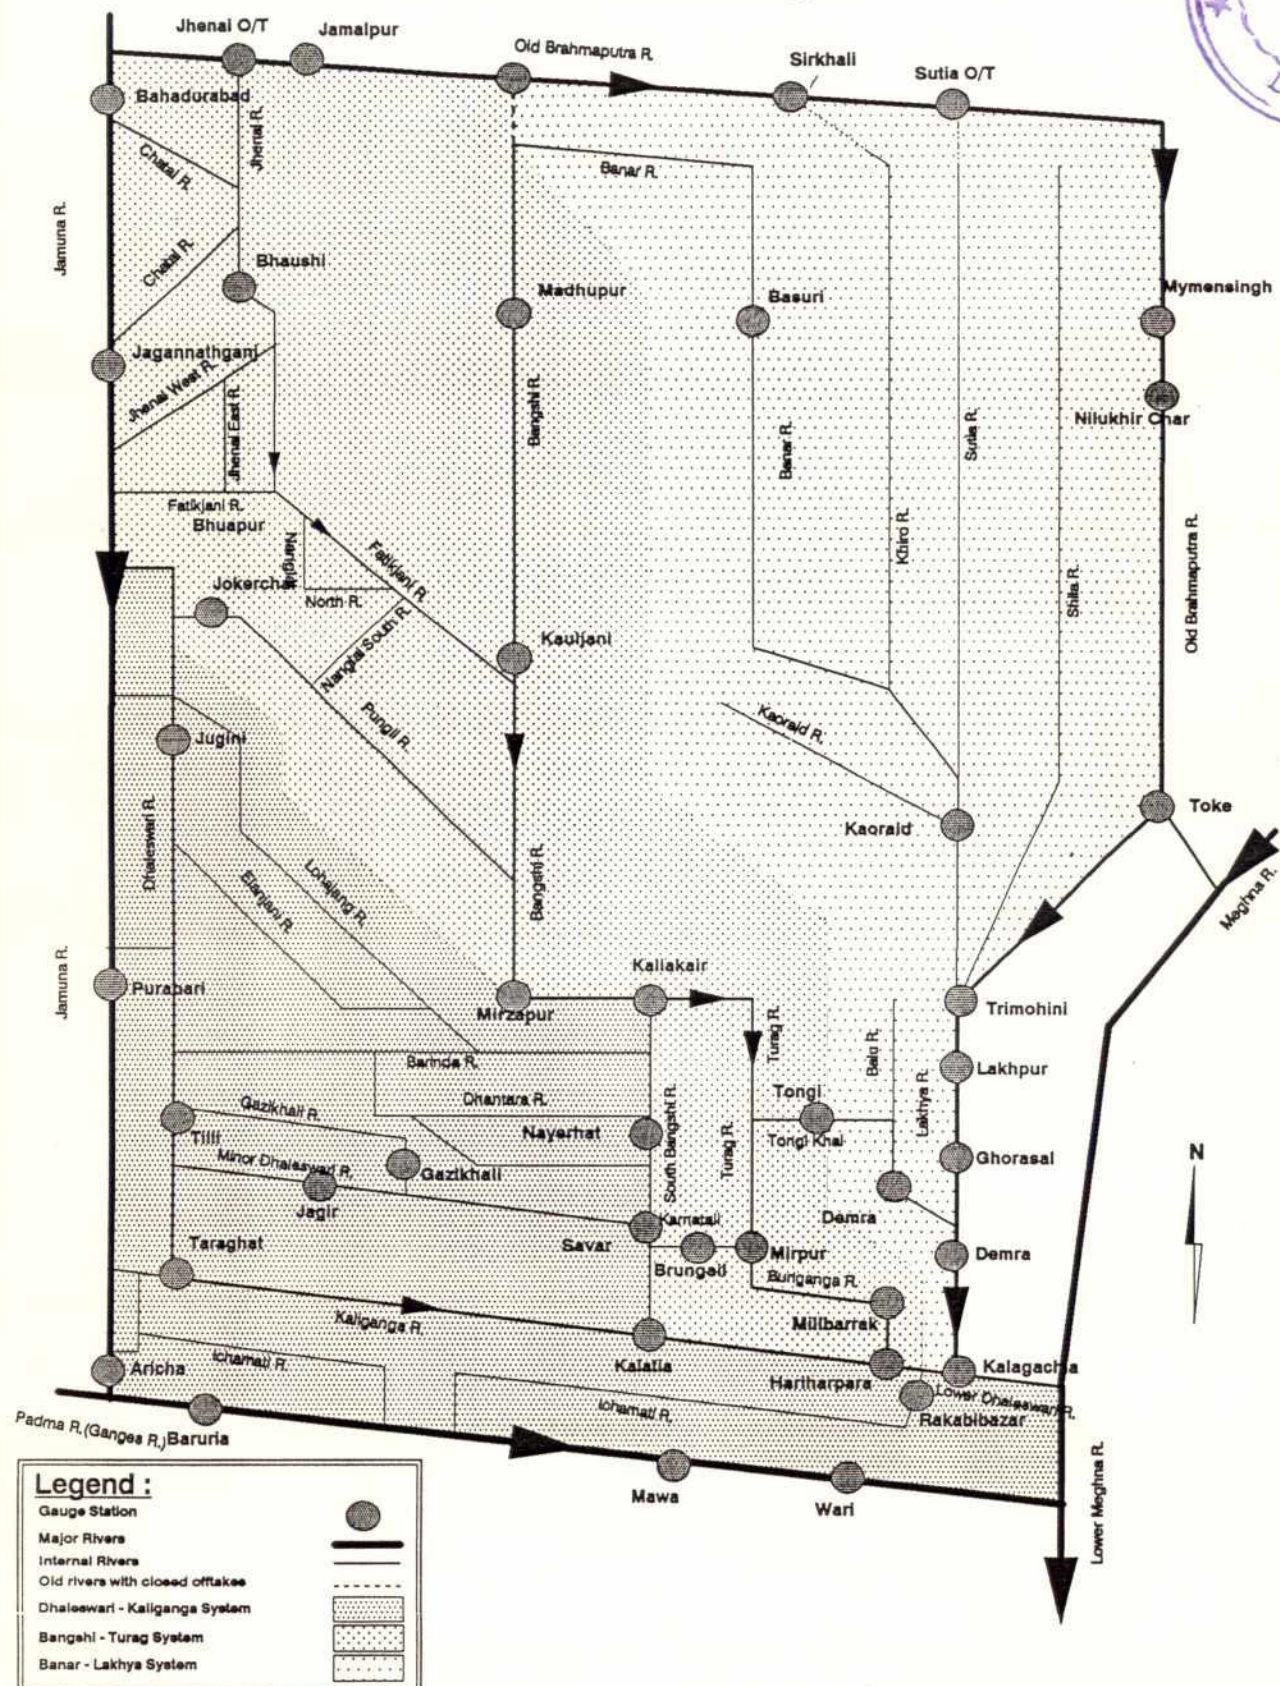 Jhenai O/T
Jamalpur
Old Brahmaputra R.
Sirkhali
Sutia O/T
Bahadurabad
Jhenai R.
Chatal R.
Banar R.
Jamuna R.
Chatal R.
Bhaushi
Madhupur
Basuri
Mymensingh
Jagannathganj
Jhenai West R.
Jhenai East R.
Bangshi R.
Banar R.
Sutia R.
Nilukhir Char
Fatikjani R.
Bhuapur
Khiro R.
Nanglai
Fatikjani R.
Jokerchar
North R.
Shila R.
Old Brahmaputra R.
Nanglai South R.
Kauljani
Pungli R.
Kaoraid R.
Jugini
Dhaleswari R.
Kaoraid
Toke
Elanjani R.
Lohajang R.
Bangshi R.
Meghna R.
Jamuna R.
Purabari
Mirzapur
Kaliakair
Trimohini
Turag R.
Balu R.
Barinda R.
Lakhpur
Lakhya R.
Gazikhali R.
Dhantara R.
Tongi
Tilli
Nayerhat
South Bangshi R.
Turag R.
Tongi Khal
Minor Dhaleswari R.
Gazikhali
Ghorasal
N
Jagir
Karnatali
Demra
Taraghat
Savar
Brungail
Mirpur
Demra
Buriganga R.
Kaliganga R.
Millbarrak
Ichamati R.
Aricha
Kalatia
Hariharpara
Kalagachia
Lower Dhaleswari R.
Ichamati R.
Rakabibazar
Padma R.(Ganges R.)
Baruria
Mawa
Wari
Lower Meghna R.
Legend :
Gauge Station
Major Rivers
Internal Rivers
Old rivers with closed offtakes
Dhaleswari - Kaliganga System
Bangshi - Turag System
Banar - Lakhya System